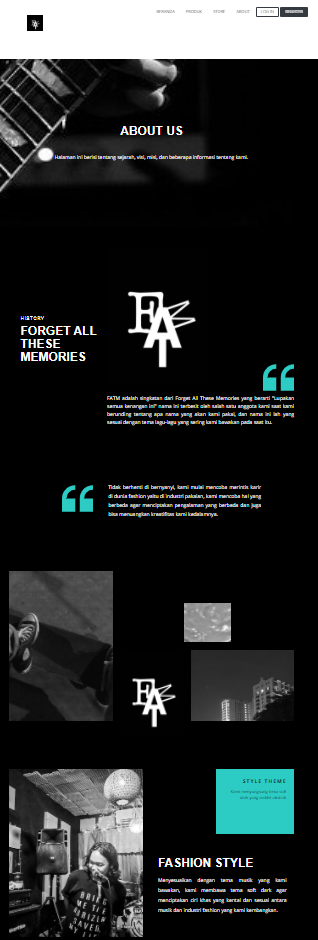 BERANDA PRODUK STORE ABOUT LOG IN REGISTER
ABOUT US
Halaman ini berisi tentang sejarah, visi, misi, dan beberapa informasi tentang kami.
HISTORY
FORGET ALL
THESE
MEMORIES
FATM adalah singkatan dari Forget All These Memories yang berarti "Lupakan
semua kenangan ini" nama ini terbesit oleh salah satu anggota kami saat kami
berunding tentang apa nama yang akan kami pakai, dan nama ini lah yang
sesuai dengan tema lagu-lagu yang sering kami bawakan pada saat itu.
Tidak berhenti di bernyanyi, kami mulai mencoba merintis karir
di dunia fashion yaitu di industri pakaian, kami mencoba hal yang
berbeda agar menciptakan pengalaman yang berbeda dan juga
bisa menuangkan kreatifitas kami kedalamnya.
STYLE THEME
FASHION STYLE
Menyesuaikan dengan tema musik yang kami
bawakan, kami membawa tema soft dark agar
menciptakan ciri khas yang kental dan sesuai antara
musik dan industri fashion yang kami kembangkan.